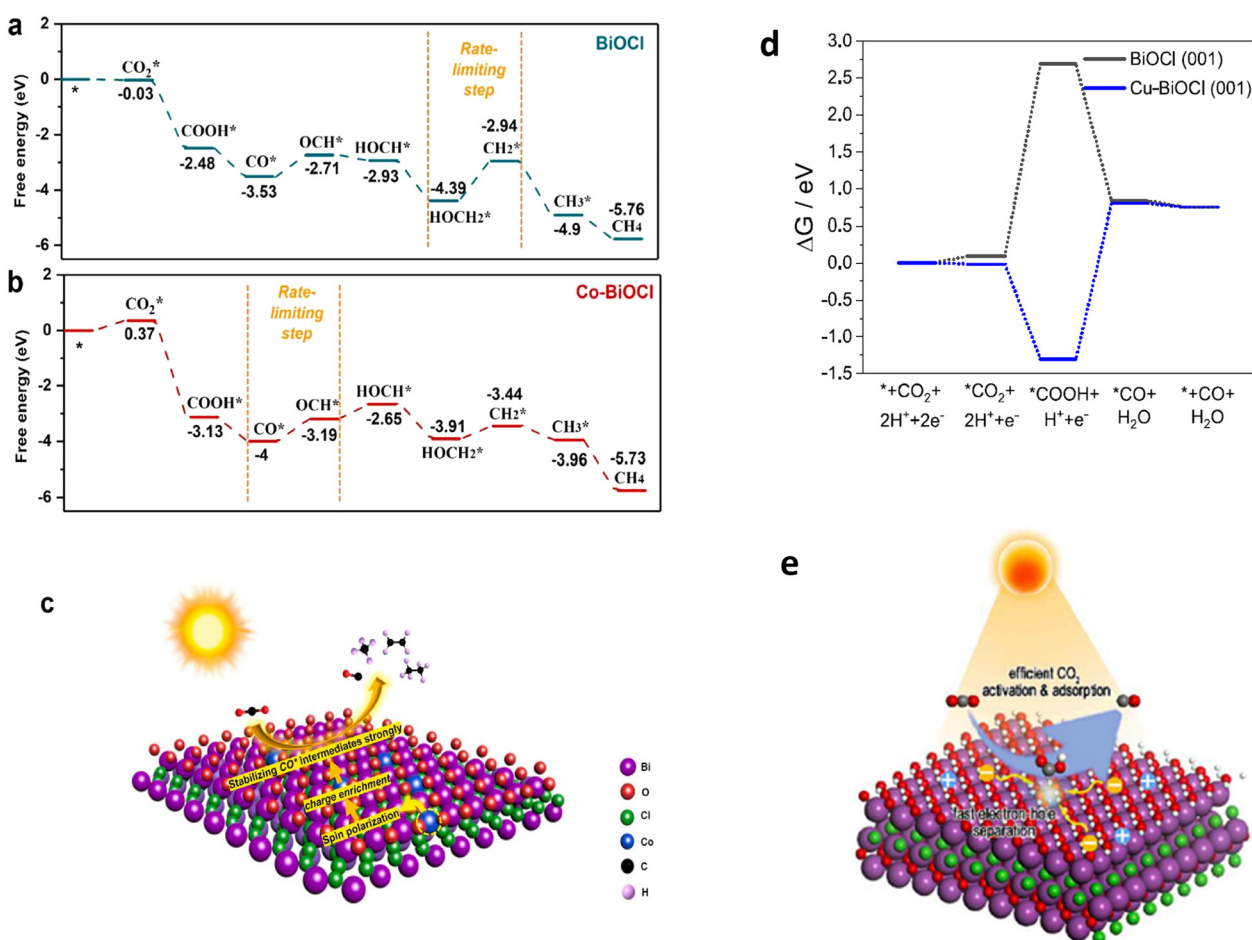 a
BiOCl
Rate-
limiting
step
Free energy (eV)
2
0
-2
-4
-6
*
CO₂*
-0.03
COOH*
-2.48
CO*
-3.53
OCH*
-2.71
HOCH*
-2.93
-4.39
HOCH2*
-2.94
CH2*
CH3*
-4.9
-5.76
CH4
b
Co-BiOCl
Rate-
limiting
step
Free energy (eV)
2
0
-2
-4
-6
*
CO₂*
0.37
COOH*
-3.13
CO*
-4
OCH*
-3.19
HOCH*
-2.65
-3.91
HOCH2*
-3.44
CH2*
CH3*
-3.96
-5.73
CH4
c
Stabilizing CO* intermediates strongly
charge enrichment
Spin polarization
Bi
O
Cl
Co
C
H
d
BiOCl (001)
Cu-BiOCl (001)
ΔG / eV
3.0
2.5
2.0
1.5
1.0
0.5
0.0
-0.5
-1.0
-1.5
*+CO₂+
2H⁺+2e⁻
*CO₂+
2H⁺+e⁻
*COOH+
H⁺+e⁻
*CO+
H₂O
*+CO+
H₂O
e
efficient CO₂
activation & adsorption
fast electron-hole
separation